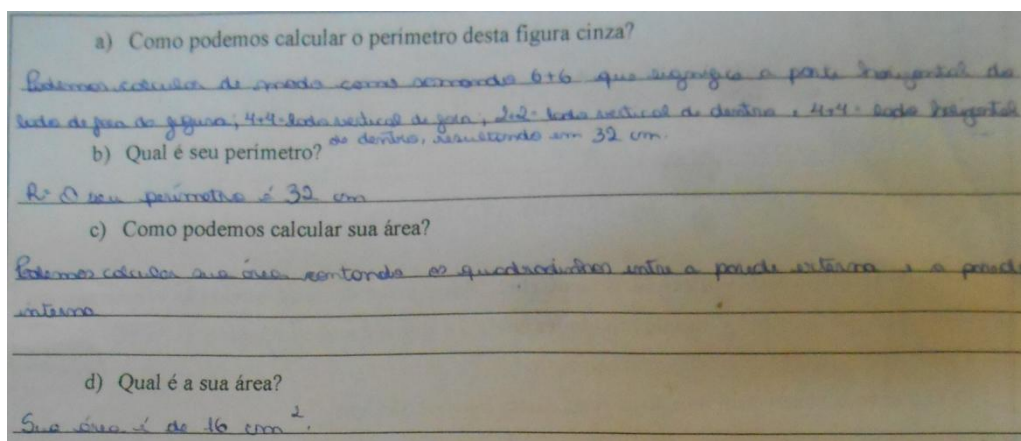 a) Como podemos calcular o perímetro desta figura cinza?
Podemos calcular de modo como somando 6+6 que significa a parte horizontal do
lado de fora da figura; 4+4-lado vertical de fora; 2+2-lado vertical de dentro e 4+4-lado horizontal
de dentro, resultando em 32 cm.
b) Qual é seu perímetro?
R= O seu perímetro é 32 cm
c) Como podemos calcular sua área?
Podemos calcular sua área contando os quadradinhos entre a parede externa e a parede
interna
d) Qual é a sua área?
Sua área é de 16 cm².